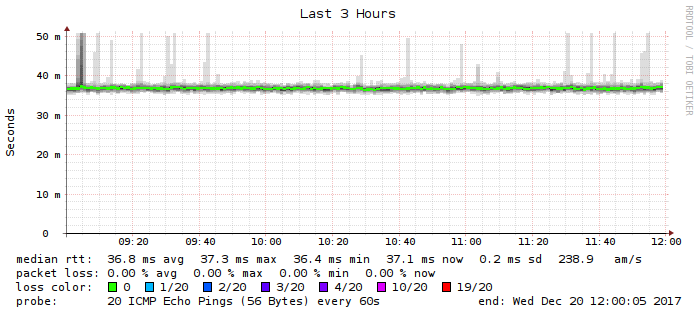 Last 3 Hours
RRDTOOL / TOBI OETIKER
Seconds
50 m
40 m
30 m
20 m
10 m
0
09:20 09:40 10:00 10:20 10:40 11:00 11:20 11:40 12:00
median rtt: 36.8 ms avg 37.3 ms max 36.4 ms min 37.1 ms now 0.2 ms sd 238.9 am/s
packet loss: 0.00 % avg 0.00 % max 0.00 % min 0.00 % now
loss color: 0 1/20 2/20 3/20 4/20 10/20 19/20
probe: 20 ICMP Echo Pings (56 Bytes) every 60s end: Wed Dec 20 12:00:05 2017